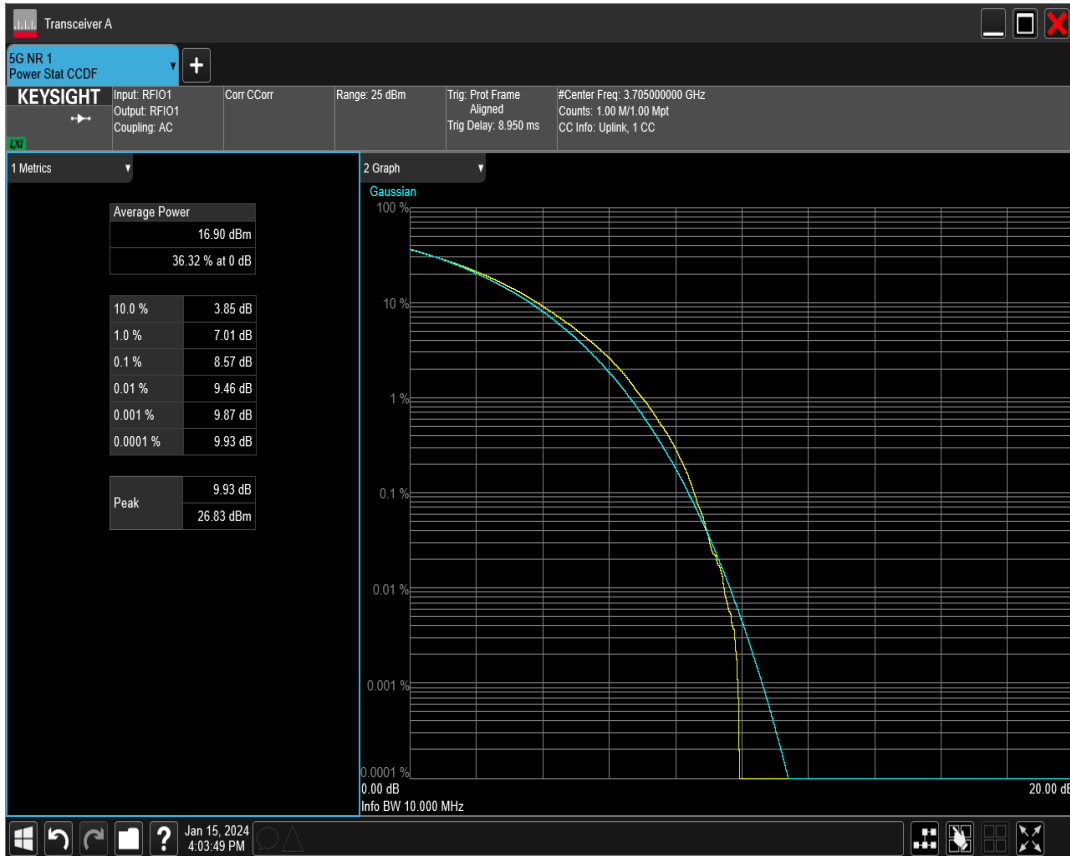 Transceiver A
5G NR 1
Power Stat CCDF
KEYSIGHT
LXI
Input: RFIO1
Output: RFIO1
Coupling: AC
Corr CCorr
Range: 25 dBm
Trig: Prot Frame
Aligned
Trig Delay: 8.950 ms
#Center Freq: 3.705000000 GHz
Counts: 1.00 M/1.00 Mpt
CC Info: Uplink, 1 CC
1 Metrics
Average Power
16.90 dBm
36.32 % at 0 dB
10.0 % 3.85 dB
1.0 % 7.01 dB
0.1 % 8.57 dB
0.01 % 9.46 dB
0.001 % 9.87 dB
0.0001 % 9.93 dB
Peak 9.93 dB
26.83 dBm
2 Graph
Gaussian
100 %
10 %
1 %
0.1 %
0.01 %
0.001 %
0.0001 %
0.00 dB 20.00 dB
Info BW 10.000 MHz
?
Jan 15, 2024
4:03:49 PM